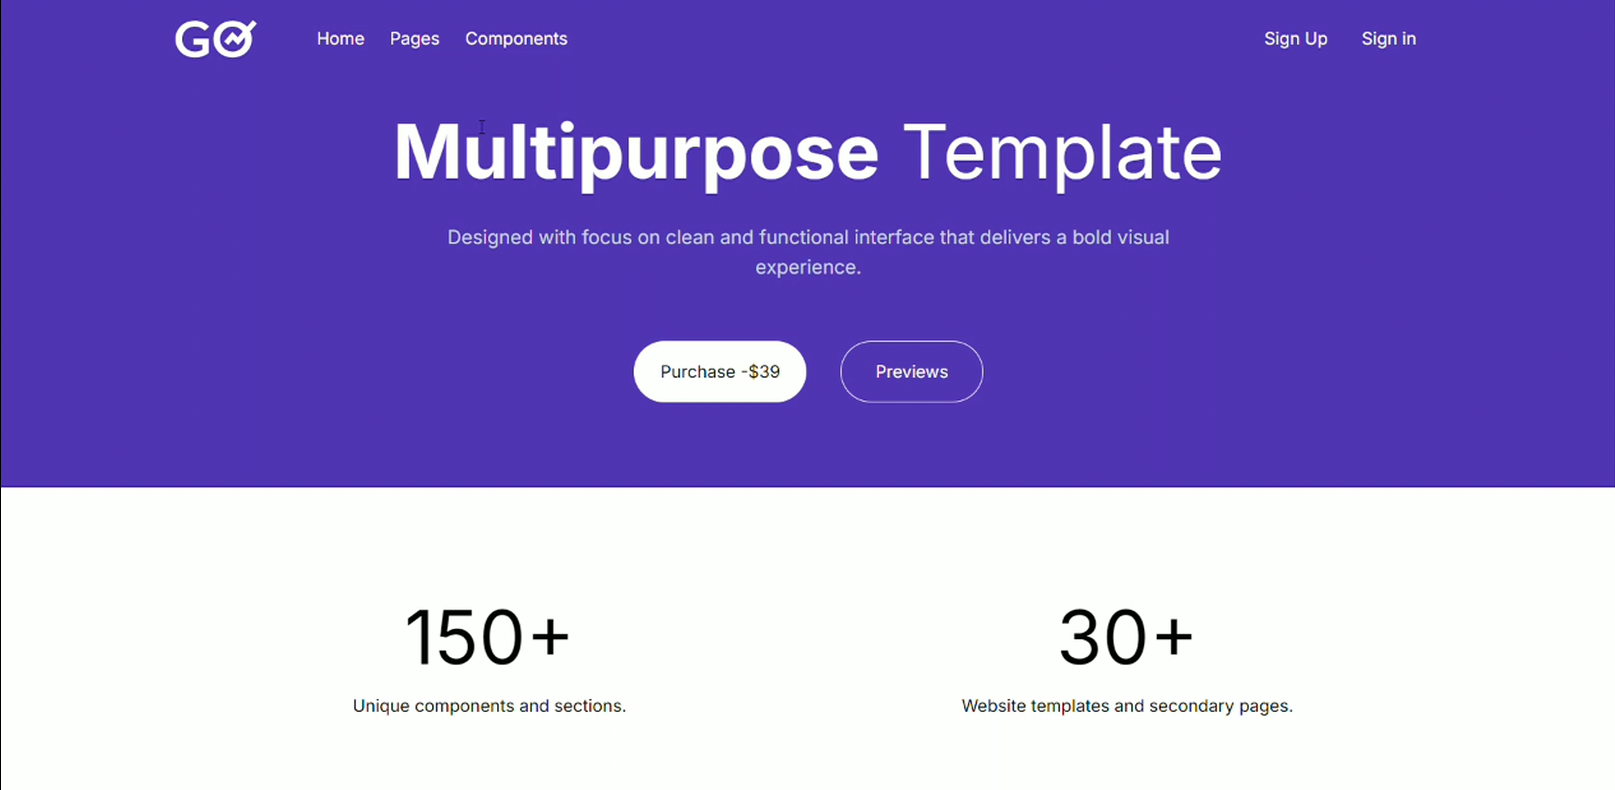 GO
Home Pages Components Sign Up Sign in
Multipurpose Template
Designed with focus on clean and functional interface that delivers a bold visual
experience.
Purchase -$39 Previews
150+ 30+
Unique components and sections. Website templates and secondary pages.